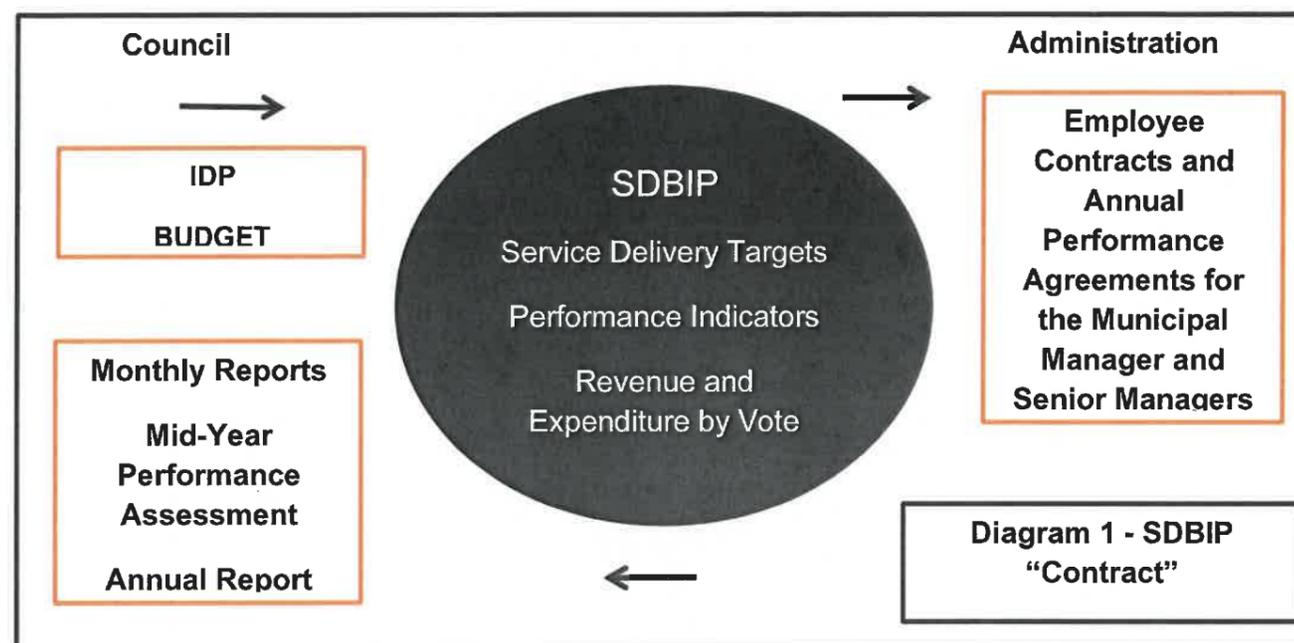 Council
Administration
IDP
BUDGET
Monthly Reports
Mid-Year
Performance
Assessment
Annual Report
SDBIP
Service Delivery Targets
Performance Indicators
Revenue and
Expenditure by Vote
Employee
Contracts and
Annual
Performance
Agreements for
the Municipal
Manager and
Senior Managers
Diagram 1 - SDBIP
“Contract”